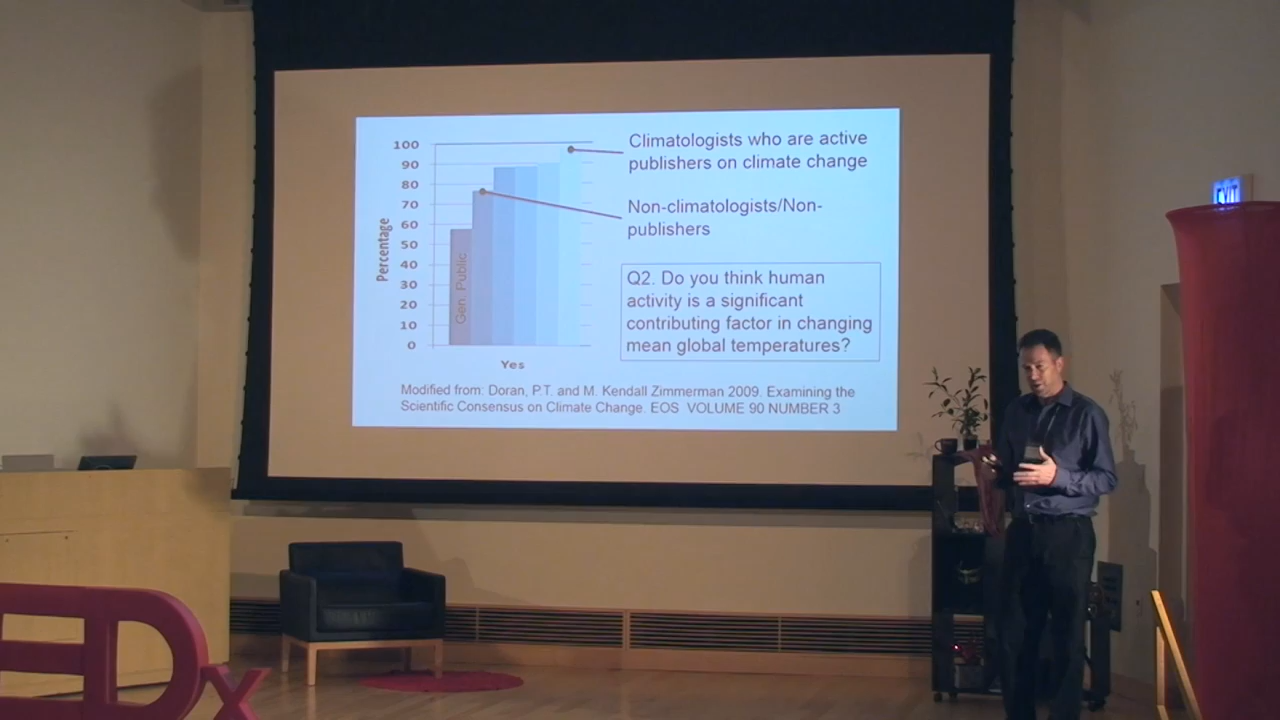 100
90
80
70
60
50
40
30
20
10
0
Percentage
Gen. Public
Yes
Climatologists who are active
publishers on climate change
Non-climatologists/Non-
publishers
Q2. Do you think human
activity is a significant
contributing factor in changing
mean global temperatures?
Modified from: Doran, P.T. and M. Kendall Zimmerman 2009. Examining the
Scientific Consensus on Climate Change. EOS VOLUME 90 NUMBER 3
EXIT
EDx